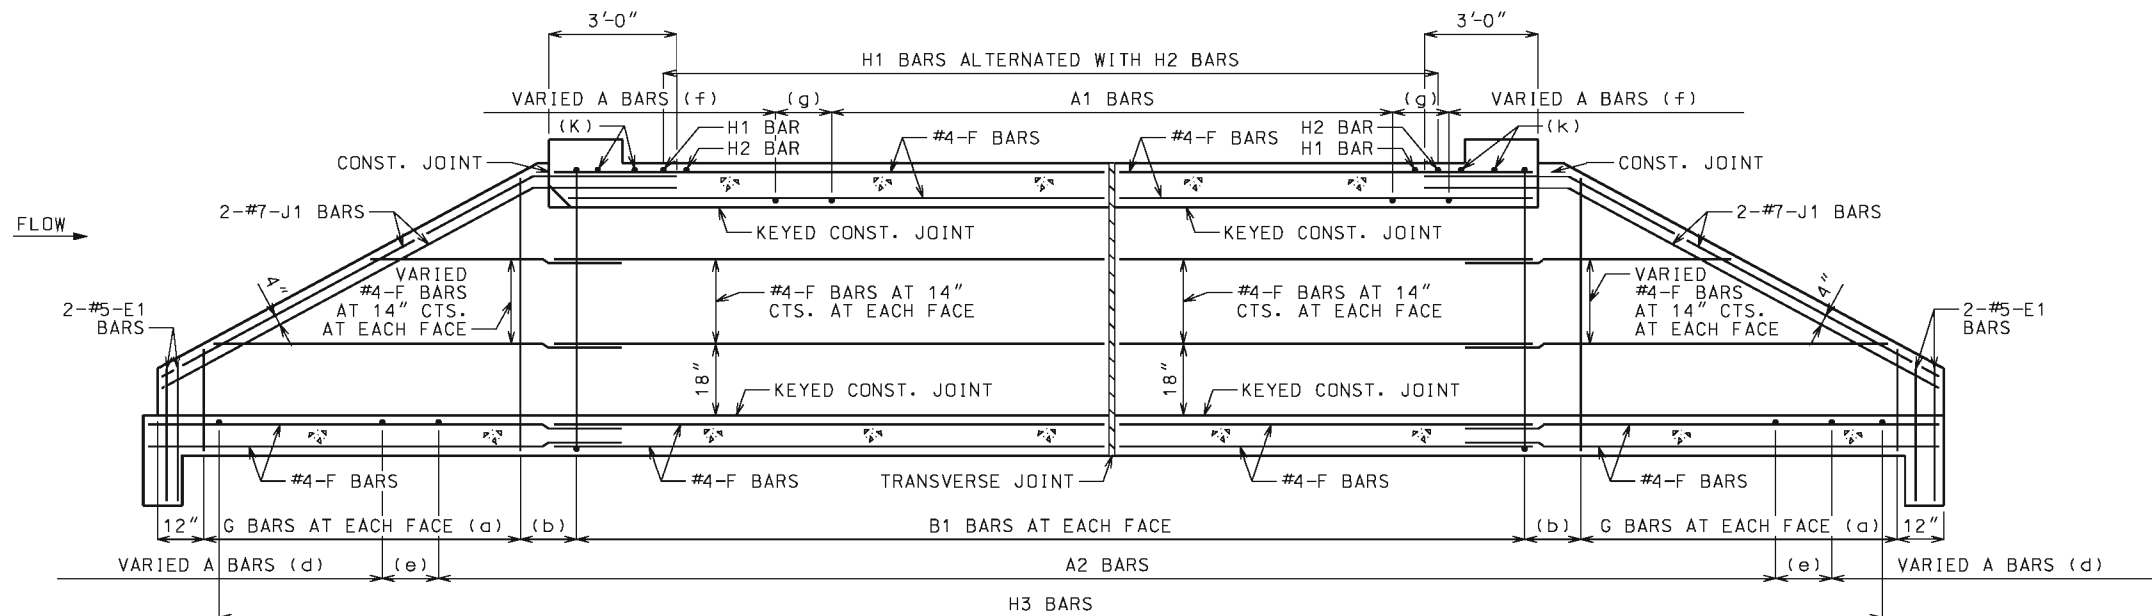 3'-0" 3'-0"
H1 BARS ALTERNATED WITH H2 BARS
VARIED A BARS (f) (g) A1 BARS (g) VARIED A BARS (f)
(K) H1 BAR #4-F BARS #4-F BARS H2 BAR (k)
H2 BAR H1 BAR
CONST. JOINT CONST. JOINT
2-#7-J1 BARS 2-#7-J1 BARS
FLOW
KEYED CONST. JOINT KEYED CONST. JOINT
VARIED
#4-F BARS
AT 14" CTS.
AT EACH FACE
#4-F BARS AT 14"
CTS. AT EACH FACE
#4-F BARS AT 14"
CTS. AT EACH FACE
VARIED
#4-F BARS
AT 14" CTS.
AT EACH FACE
4" 4"
2-#5-E1
BARS
2-#5-E1
BARS
18" 18"
KEYED CONST. JOINT KEYED CONST. JOINT
#4-F BARS #4-F BARS TRANSVERSE JOINT #4-F BARS #4-F BARS
12" G BARS AT EACH FACE (a) (b) B1 BARS AT EACH FACE (b) G BARS AT EACH FACE (a) 12"
VARIED A BARS (d) (e) A2 BARS (e) VARIED A BARS (d)
H3 BARS